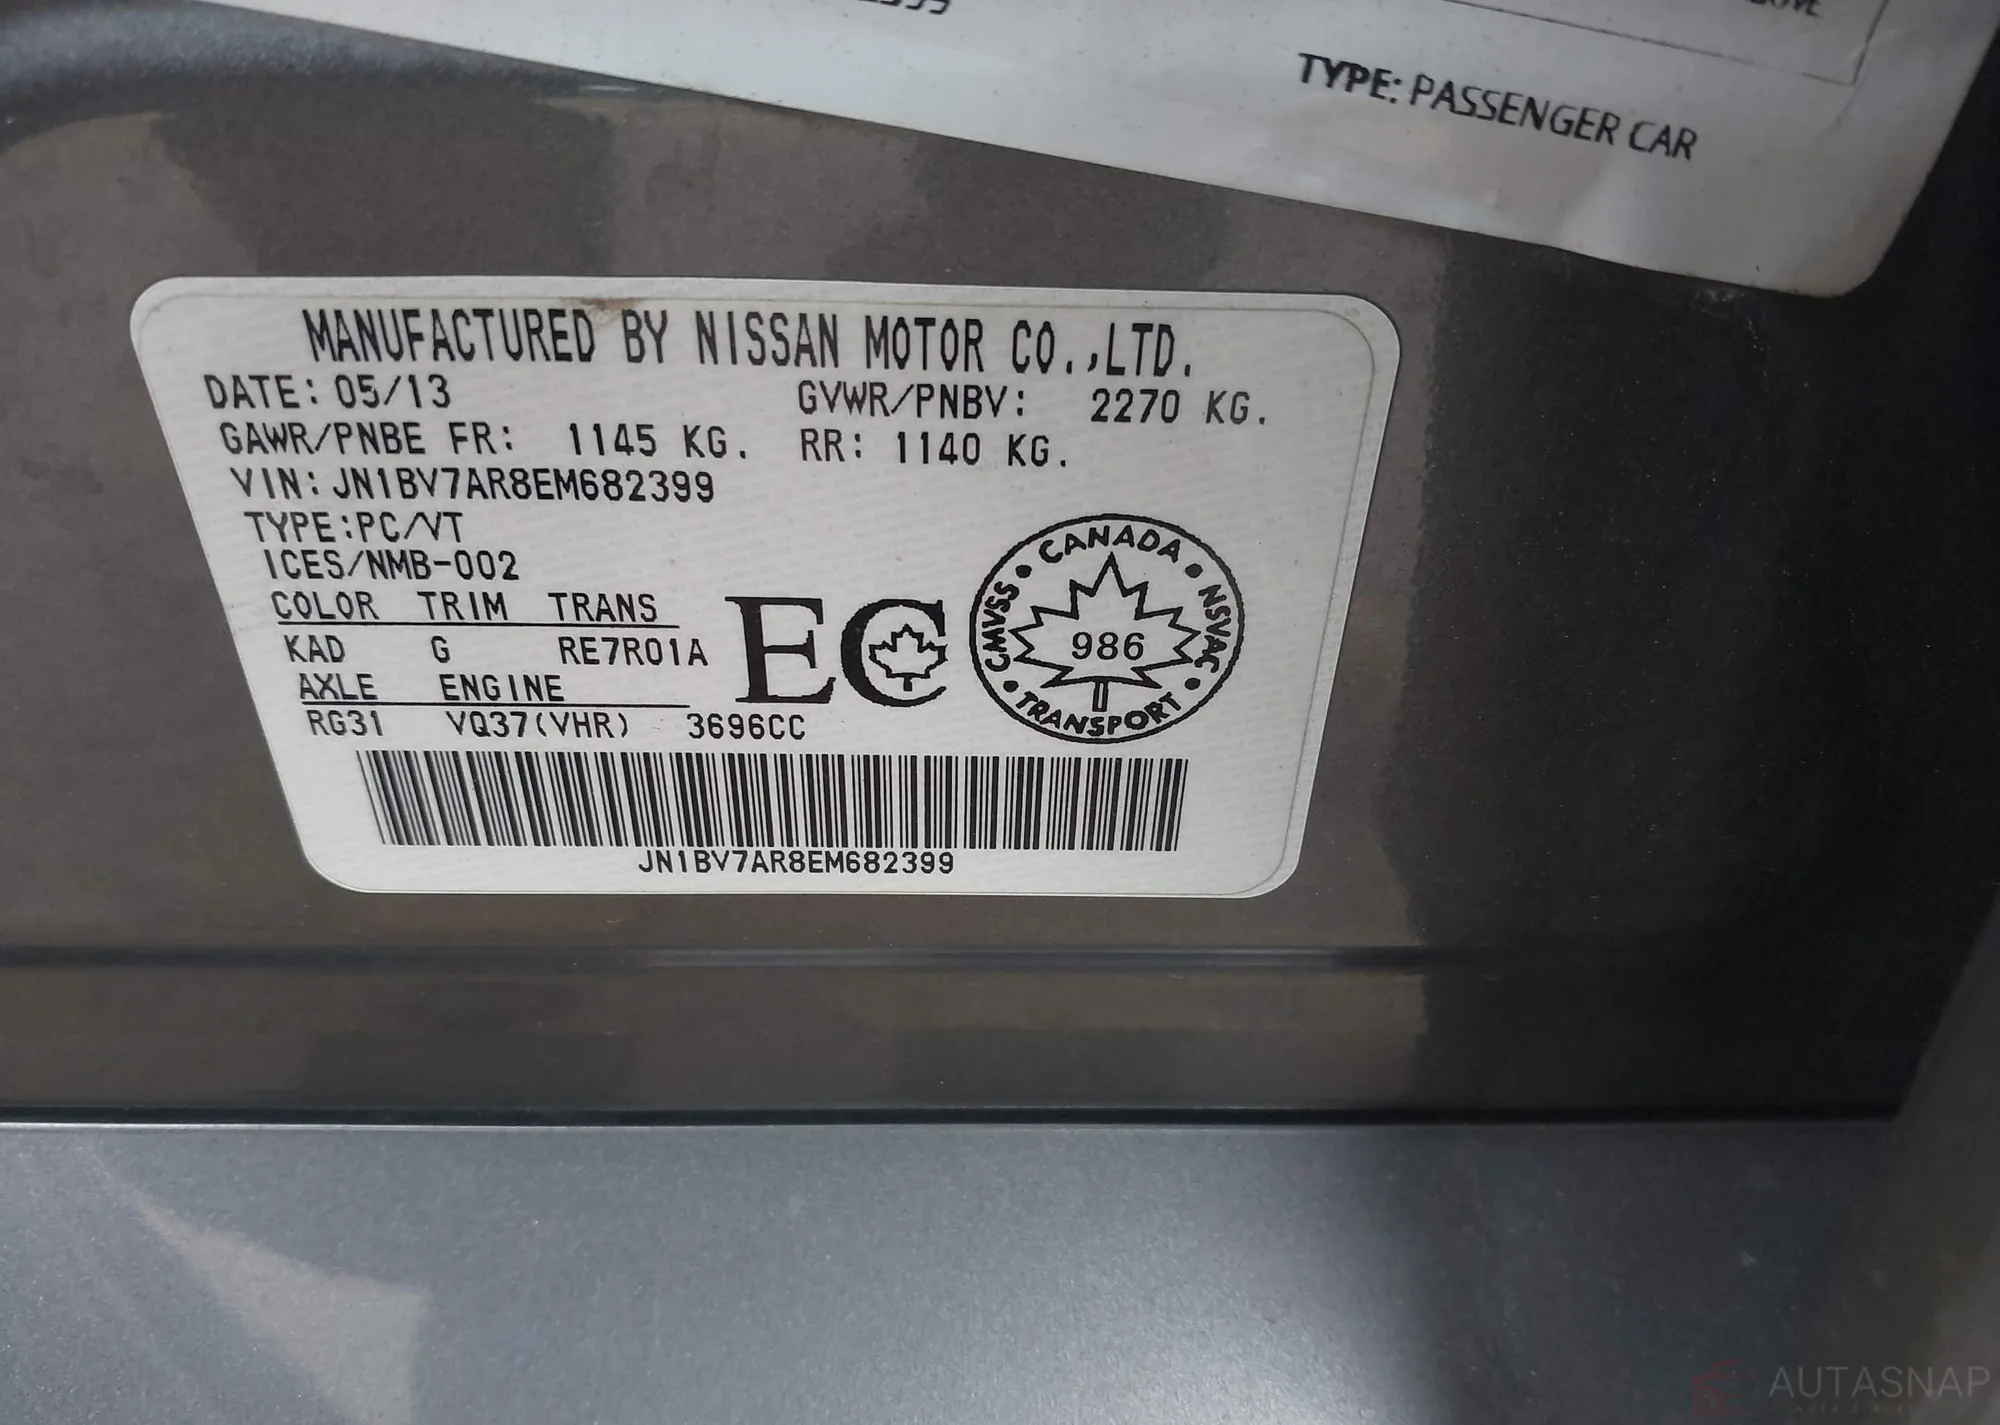 TYPE: PASSENGER CAR
MANUFACTURED BY NISSAN MOTOR CO.,LTD.
DATE: 05/13 GVWR/PNBV: 2270 KG.
GAWR/PNBE FR: 1145 KG. RR: 1140 KG.
VIN: JN1BV7AR8EM682399
TYPE:PC/VT
ICES/NMB-002
COLOR TRIM TRANS
KAD G RE7R01A
AXLE ENGINE
RG31 VQ37(VHR) 3696CC
EC
CANADA • NSVAC • TRANSPORT • CMVSS •
986
JN1BV7AR8EM682399
AUTASNAP